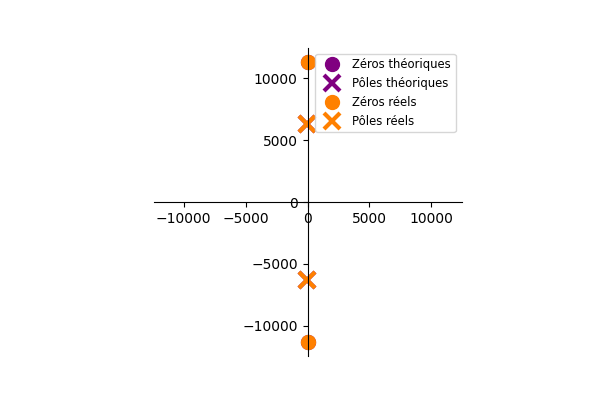 Zéros théoriques
Pôles théoriques
Zéros réels
Pôles réels
10000
5000
0
−10000 −5000 0 5000 10000
−5000
−10000